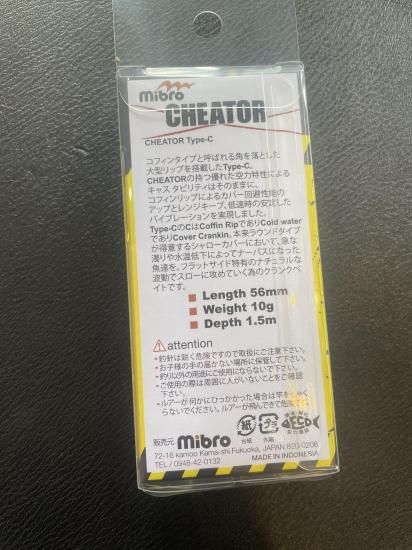 mibro
CHEATOR
CHEATOR Type-C
コフィンタイプと呼ばれる角を落とした
大型リップを搭載したType-C。
CHEATORの持つ優れた空力特性による
キャスタビリティはそのままに、
コフィンリップによるカバー回避性能の
アップとレンジキープ、低速時の安定した
バイブレーションを実現しました。
Type-CのCはCoffin RipでありCold water
でありCover Crankin。本来ラウンドタイプ
が得意するシャローカバーにおいて、急な
濁りや水温低下によってナーバスになった
魚達を、フラットサイド特有のナチュラルな
波動でスローに攻めていく為のクランクベ
イトです。
Length 56mm
Weight 10g
Depth 1.5m
attention
・釣針は鋭く危険ですので取扱にご注意下さい。
・お子様の手の届かない場所に保管して下さい。
・釣り以外の用途にご使用にならないで下さい。
・ご使用の際は周囲に人がいないことをご確認下さい。
・ルアーが何かにひっかかった場合は竿をしゃくらないでください。ルアーが飛んできて危険です。
販売元 mibro
紙 台紙
プラ 外箱
72-16 kamoo Kama-shi Fukuoka, JAPAN 820-0206
TEL / 0948-42-0132
MADE IN INDONESIA